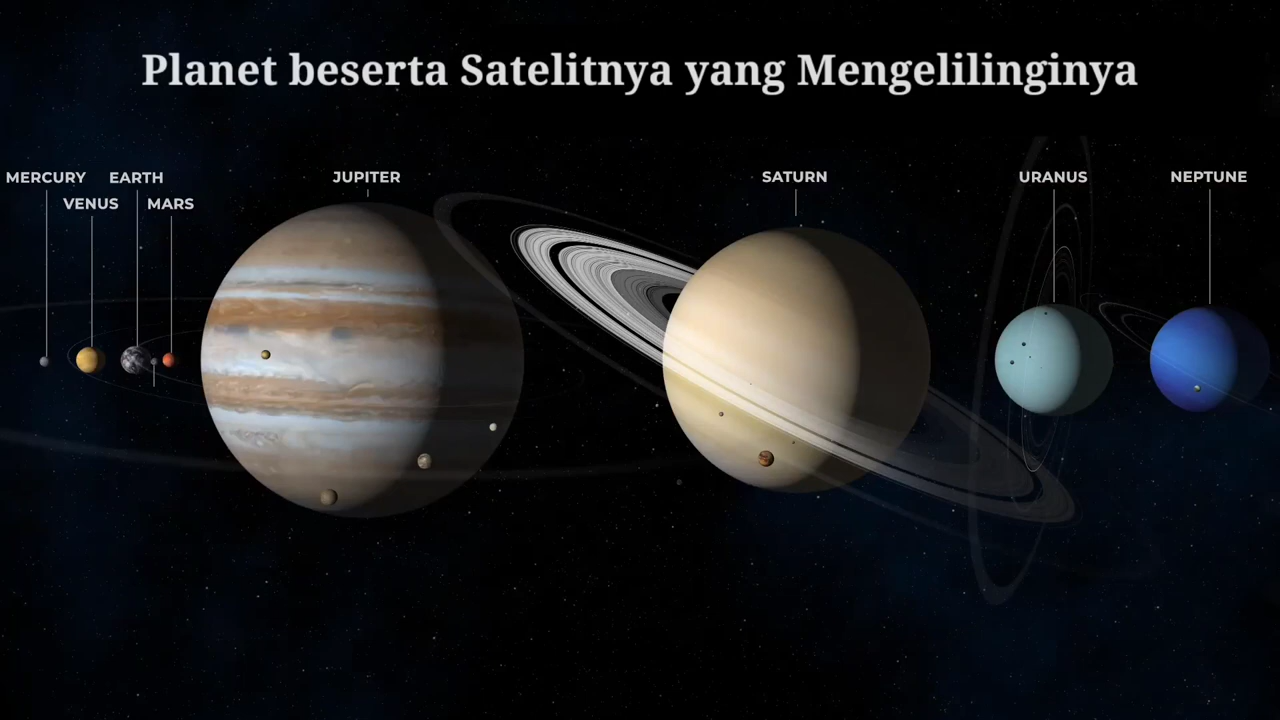 Planet beserta Satelitnya yang Mengelilinginya
MERCURY EARTH JUPITER SATURN URANUS NEPTUNE
VENUS MARS